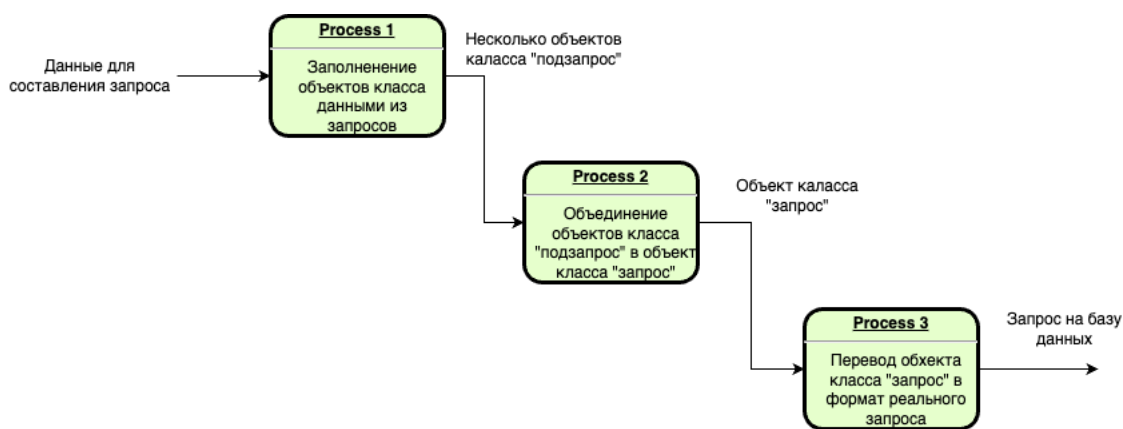 Process 1
Данные для
составления запроса
Заполненение
объектов класса
данными из
запросов
Несколько объектов
каласса "подзапрос"
Process 2
Объединение
объектов класса
"подзапрос" в объект
класса "запрос"
Объект каласса
"запрос"
Process 3
Перевод обхекта
класса "запрос" в
формат реального
запроса
Запрос на базу
данных